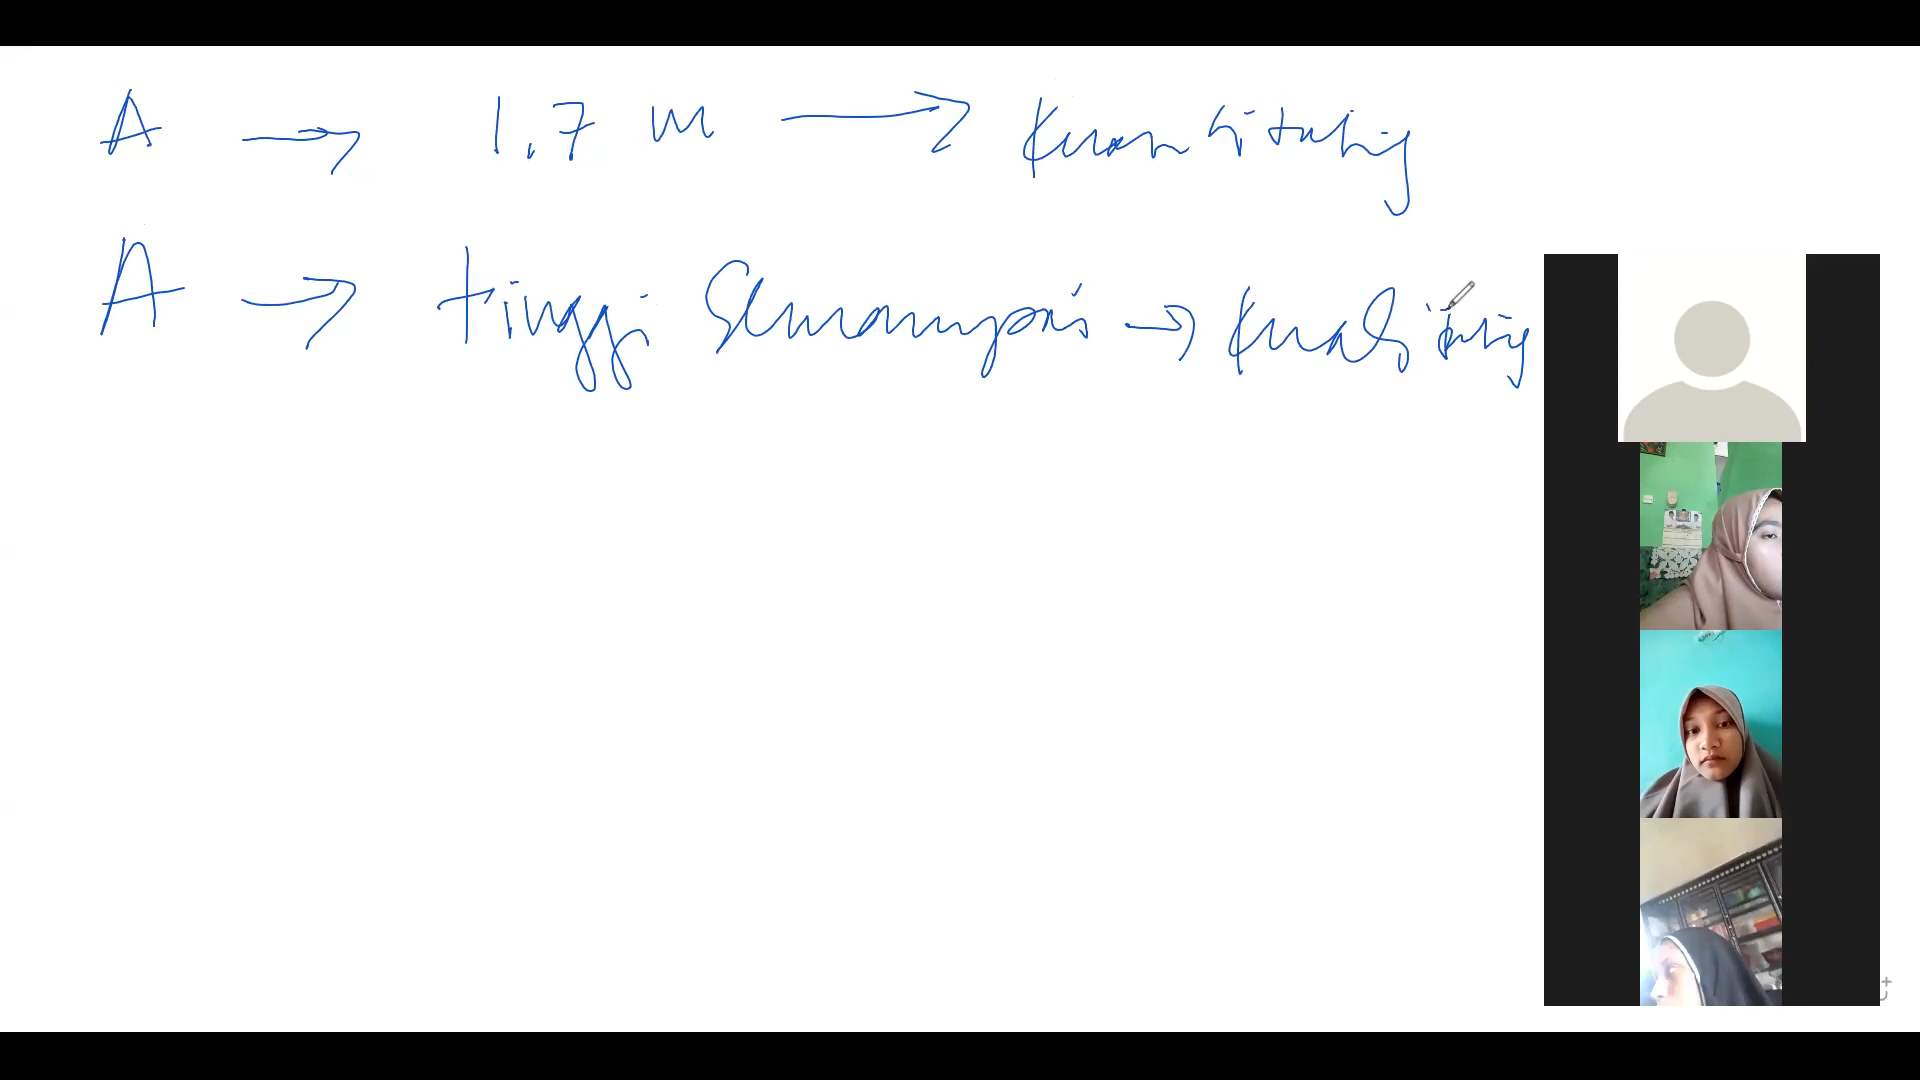 A → 1,7 m → Kuantitatif
A → tinggi Semampai → Kualitatif